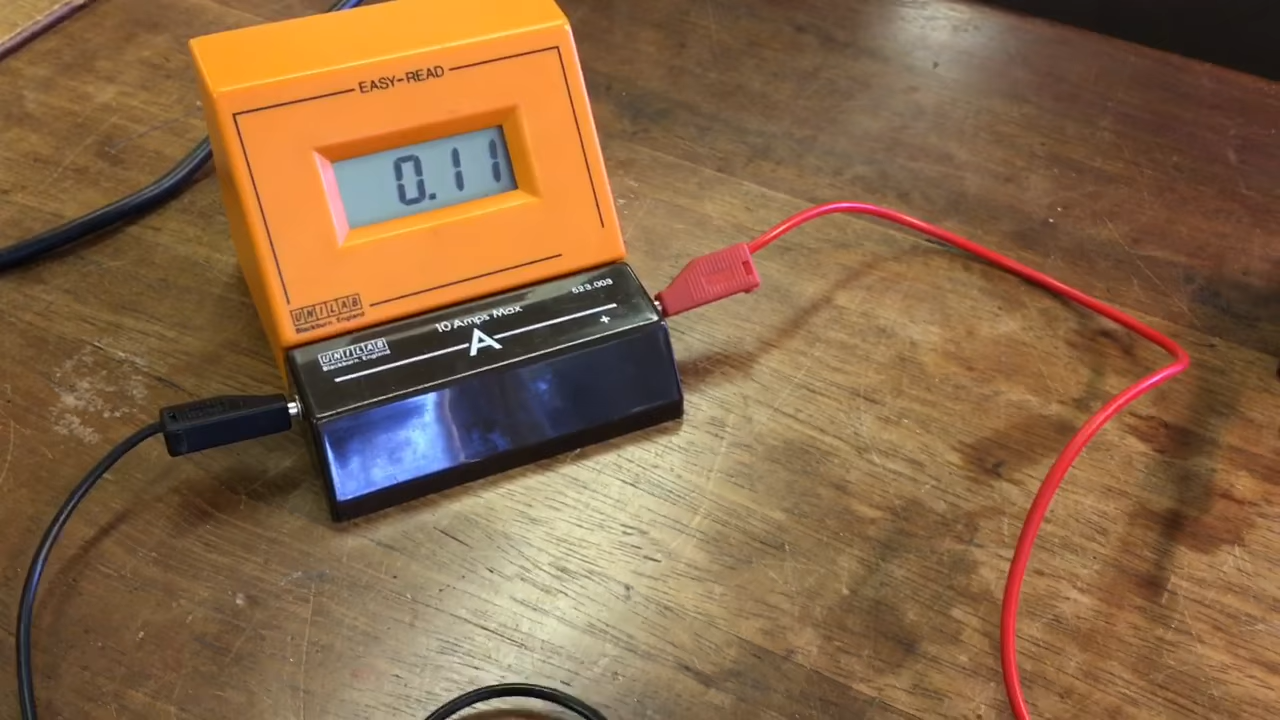 EASY-READ
0.11
UNILAB
Blackburn, England
523.003
10 Amps Max
UNILAB
Blackburn, England
A
+